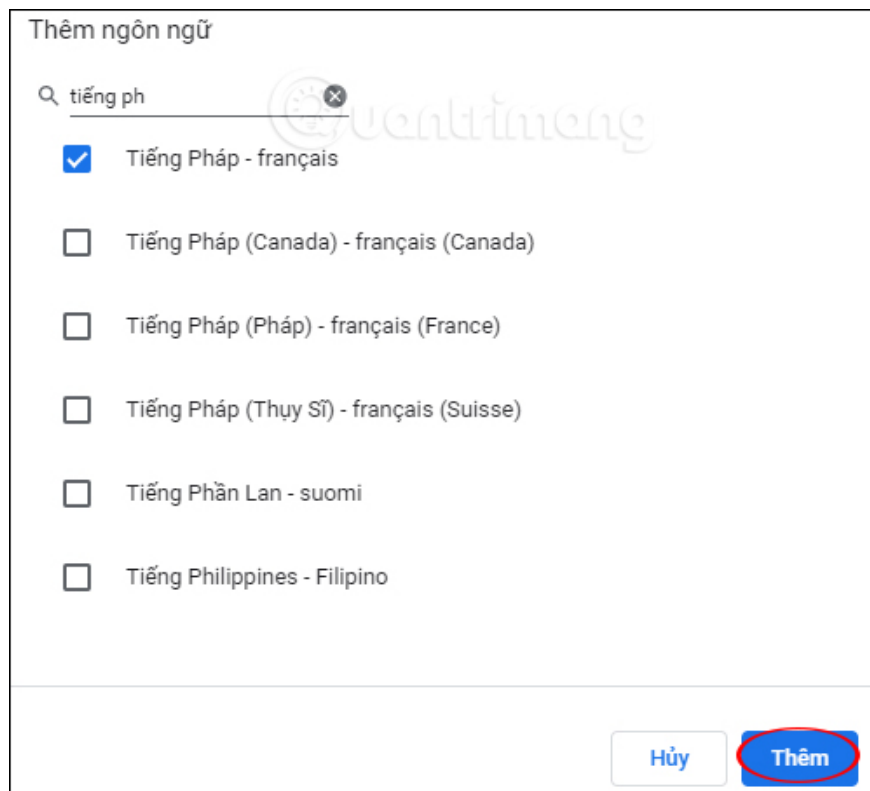 Thêm ngôn ngữ
tiếng ph
Quantrimang
Tiếng Pháp - français
Tiếng Pháp (Canada) - français (Canada)
Tiếng Pháp (Pháp) - français (France)
Tiếng Pháp (Thụy Sĩ) - français (Suisse)
Tiếng Phần Lan - suomi
Tiếng Philippines - Filipino
Hủy
Thêm